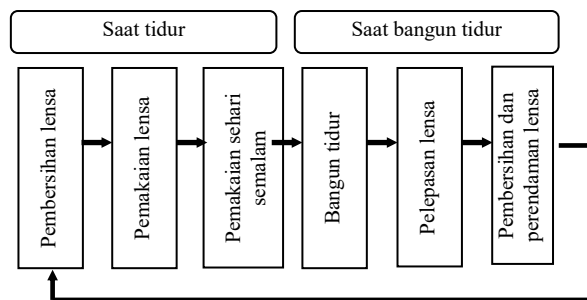 Saat tidur
Saat bangun tidur
Pembersihan lensa
Pemakaian lensa
Pemakaian sehari
semalam
Bangun tidur
Pelepasan lensa
Pembersihan dan
perendaman lensa